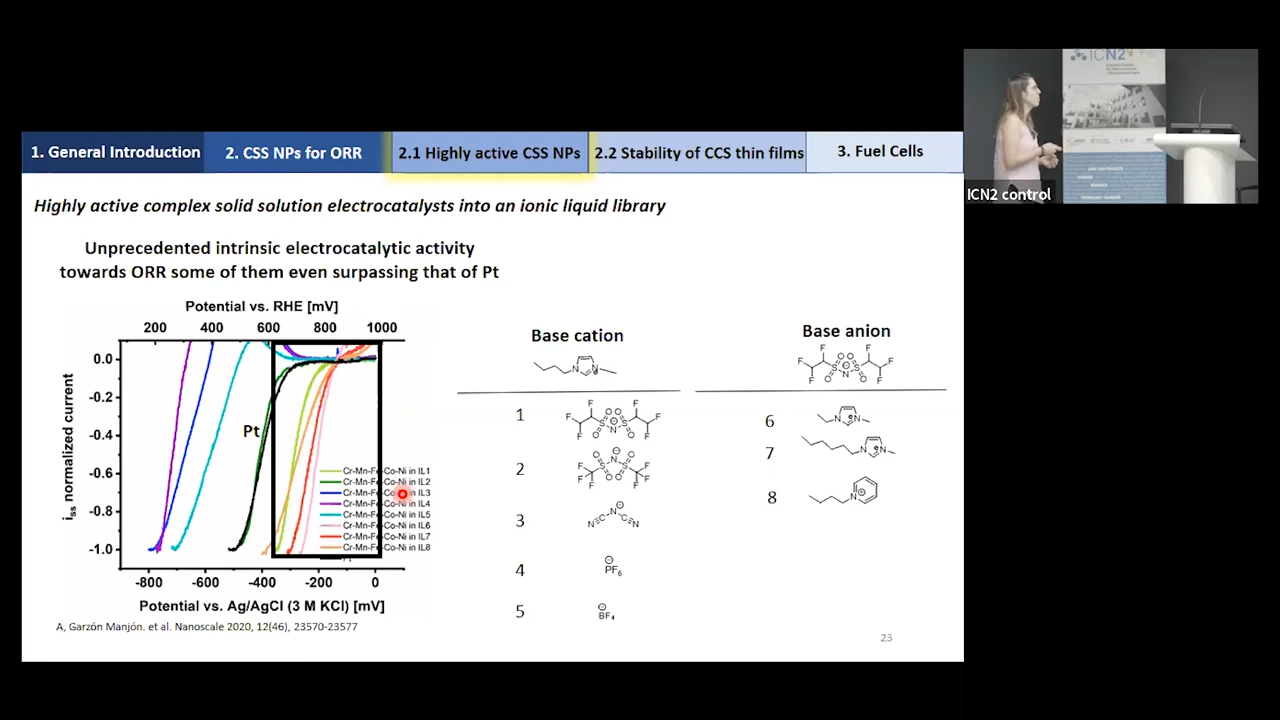 ICN2
ICN2 control
1. General Introduction
2. CSS NPs for ORR
2.1 Highly active CSS NPs
2.2 Stability of CCS thin films
3. Fuel Cells
Highly active complex solid solution electrocatalysts into an ionic liquid library
Unprecedented intrinsic electrocatalytic activity
towards ORR some of them even surpassing that of Pt
Potential vs. RHE [mV]
200 400 600 800 1000
0.0
-0.2
-0.4
-0.6
-0.8
-1.0
iss normalized current
Pt
Cr-Mn-Fe-Co-Ni in IL1
Cr-Mn-Fe-Co-Ni in IL2
Cr-Mn-Fe-Co-Ni in IL3
Cr-Mn-Fe-Co-Ni in IL4
Cr-Mn-Fe-Co-Ni in IL5
Cr-Mn-Fe-Co-Ni in IL6
Cr-Mn-Fe-Co-Ni in IL7
Cr-Mn-Fe-Co-Ni in IL8
-800 -600 -400 -200 0
Potential vs. Ag/AgCl (3 M KCl) [mV]
A, Garzón Manjón. et al. Nanoscale 2020, 12(46), 23570-23577
Base cation
1
2
3
4
PF6
5
BF4
Base anion
6
7
8
23